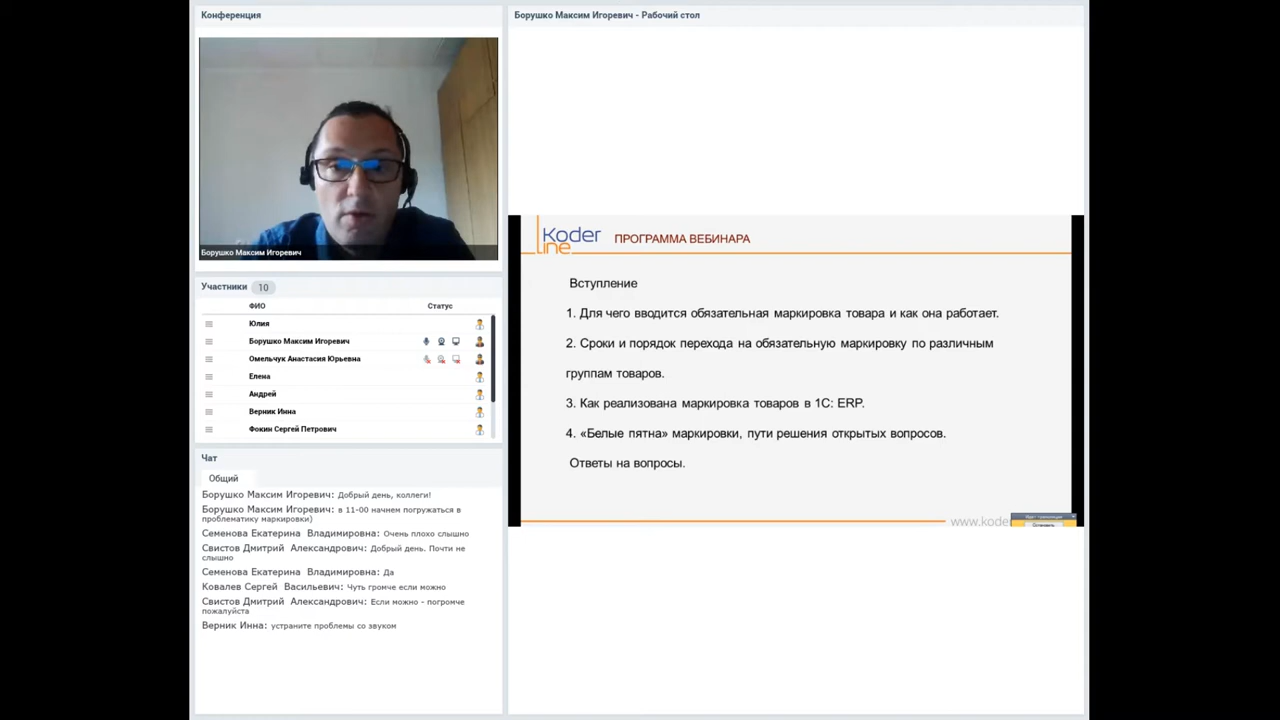 Конференция
Борушко Максим Игоревич
Участники 10
ФИО Статус
Юлия
Борушко Максим Игоревич
Омельчук Анастасия Юрьевна
Елена
Андрей
Верник Инна
Фокин Сергей Петрович
Чат
Общий
Борушко Максим Игоревич: Добрый день, коллеги!
Борушко Максим Игоревич: в 11-00 начнем погружаться в
проблематику маркировки)
Семенова Екатерина Владимировна: Очень плохо слышно
Свистов Дмитрий Александрович: Добрый день. Почти не
слышно
Семенова Екатерина Владимировна: Да
Ковалев Сергей Васильевич: Чуть громче если можно
Свистов Дмитрий Александрович: Если можно - погромче
пожалуйста
Верник Инна: устраните проблемы со звуком
Борушко Максим Игоревич - Рабочий стол
Koder
line
ПРОГРАММА ВЕБИНАРА
Вступление
1. Для чего вводится обязательная маркировка товара и как она работает.
2. Сроки и порядок перехода на обязательную маркировку по различным
группам товаров.
3. Как реализована маркировка товаров в 1С: ERP.
4. «Белые пятна» маркировки, пути решения открытых вопросов.
Ответы на вопросы.
www.koder